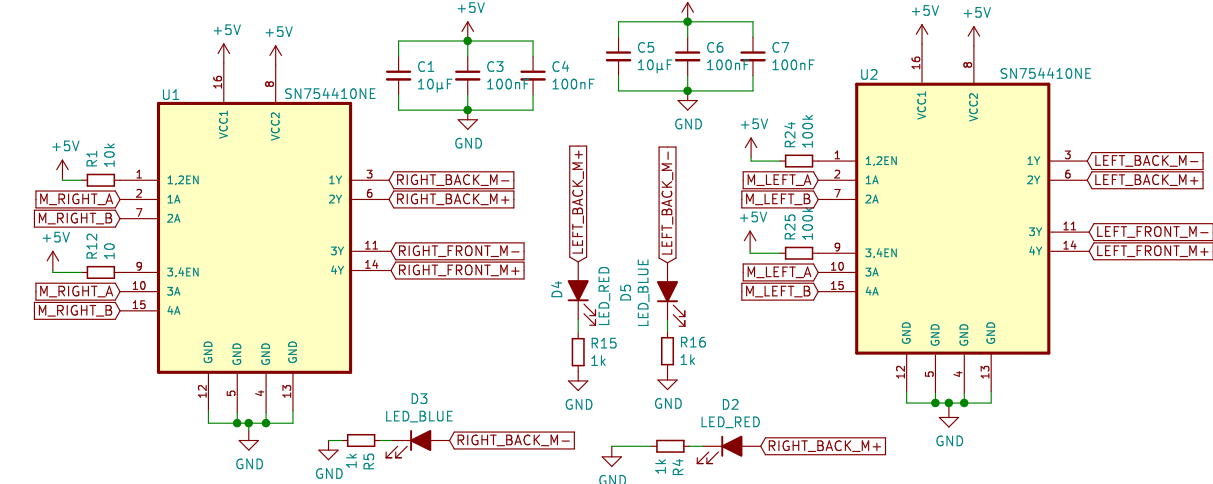 +5V
+5V
16
8
VCC1
VCC2
U1
SN754410NE
+5V
R1
10k
1
1,2EN
M_RIGHT_A
2
1A
M_RIGHT_B
7
2A
+5V
R12
10
9
3,4EN
M_RIGHT_A
10
3A
M_RIGHT_B
15
4A
1Y
3
RIGHT_BACK_M-
2Y
6
RIGHT_BACK_M+
3Y
11
RIGHT_FRONT_M-
4Y
14
RIGHT_FRONT_M+
GND
GND
GND
GND
12
5
4
13
GND
+5V
C1
10µF
C3
100nF
C4
100nF
GND
C5
10µF
C6
100nF
C7
100nF
GND
LEFT_BACK_M+
D4
LED_RED
R15
1k
GND
LEFT_BACK_M-
D5
LED_BLUE
R16
1k
GND
D3
LED_BLUE
RIGHT_BACK_M-
1k
R5
GND
D2
LED_RED
RIGHT_BACK_M+
1k
R4
GND
+5V
+5V
16
8
VCC1
VCC2
U2
SN754410NE
+5V
R24
100k
1
1,2EN
M_LEFT_A
2
1A
M_LEFT_B
7
2A
+5V
R25
100k
9
3,4EN
M_LEFT_A
10
3A
M_LEFT_B
15
4A
1Y
3
LEFT_BACK_M-
2Y
6
LEFT_BACK_M+
3Y
11
LEFT_FRONT_M-
4Y
14
LEFT_FRONT_M+
GND
GND
GND
GND
12
5
4
13
GND